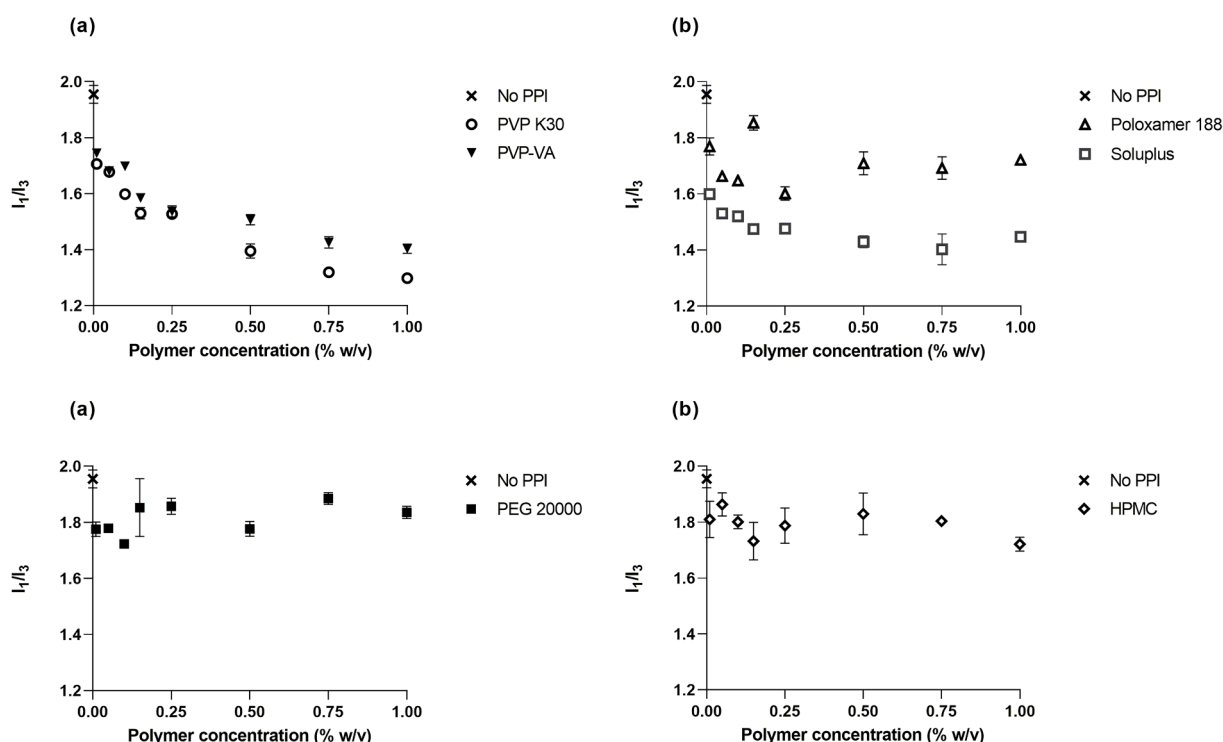 (a)
2.0
1.8
1.6
1.4
1.2
I₁/I₃
0.00 0.25 0.50 0.75 1.00
Polymer concentration (% w/v)
No PPI
PVP K30
PVP-VA
(b)
2.0
1.8
1.6
1.4
1.2
I₁/I₃
0.00 0.25 0.50 0.75 1.00
Polymer concentration (% w/v)
No PPI
Poloxamer 188
Soluplus
(a)
2.0
1.8
1.6
1.4
1.2
I₁/I₃
0.00 0.25 0.50 0.75 1.00
Polymer concentration (% w/v)
No PPI
PEG 20000
(b)
2.0
1.8
1.6
1.4
1.2
I₁/I₃
0.00 0.25 0.50 0.75 1.00
Polymer concentration (% w/v)
No PPI
HPMC